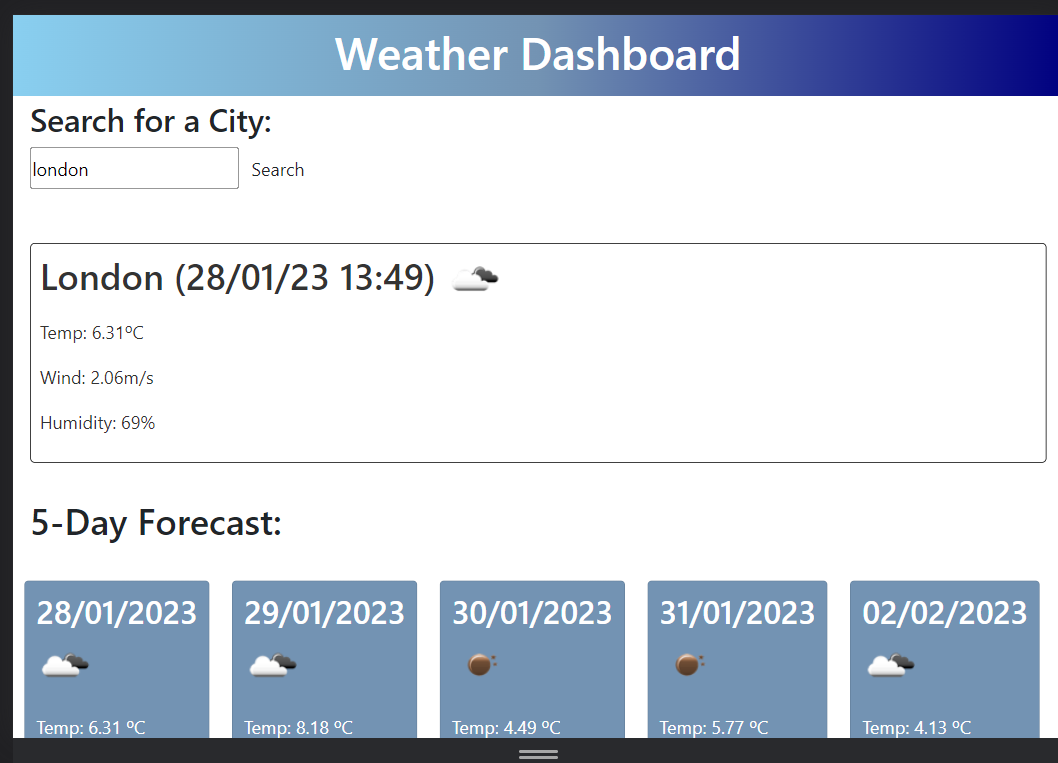 Weather Dashboard
Search for a City:
london Search
London (28/01/23 13:49)
Temp: 6.31ºC
Wind: 2.06m/s
Humidity: 69%
5-Day Forecast:
28/01/2023 29/01/2023 30/01/2023 31/01/2023 02/02/2023
Temp: 6.31 ºC Temp: 8.18 ºC Temp: 4.49 ºC Temp: 5.77 ºC Temp: 4.13 ºC